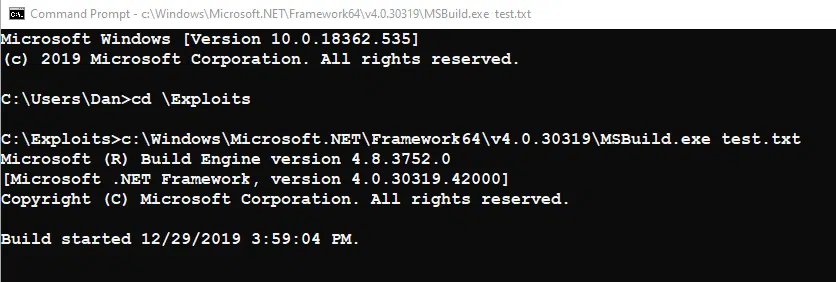 Command Prompt - c:\Windows\Microsoft.NET\Framework64\v4.0.30319\MSBuild.exe test.txt
Microsoft Windows [Version 10.0.18362.535]
(c) 2019 Microsoft Corporation. All rights reserved.
C:\Users\Dan>cd \Exploits
C:\Exploits>c:\Windows\Microsoft.NET\Framework64\v4.0.30319\MSBuild.exe test.txt
Microsoft (R) Build Engine version 4.8.3752.0
[Microsoft .NET Framework, version 4.0.30319.42000]
Copyright (C) Microsoft Corporation. All rights reserved.
Build started 12/29/2019 3:59:04 PM.